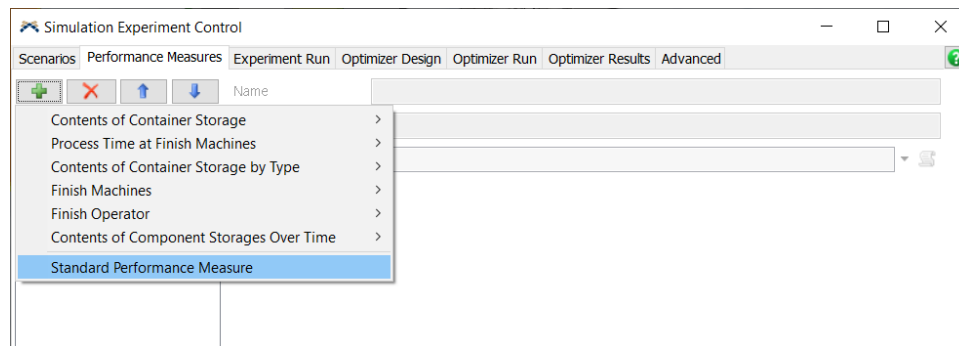 Simulation Experiment Control
Scenarios Performance Measures Experiment Run Optimizer Design Optimizer Run Optimizer Results Advanced
Name
Contents of Container Storage
Process Time at Finish Machines
Contents of Container Storage by Type
Finish Machines
Finish Operator
Contents of Component Storages Over Time
Standard Performance Measure